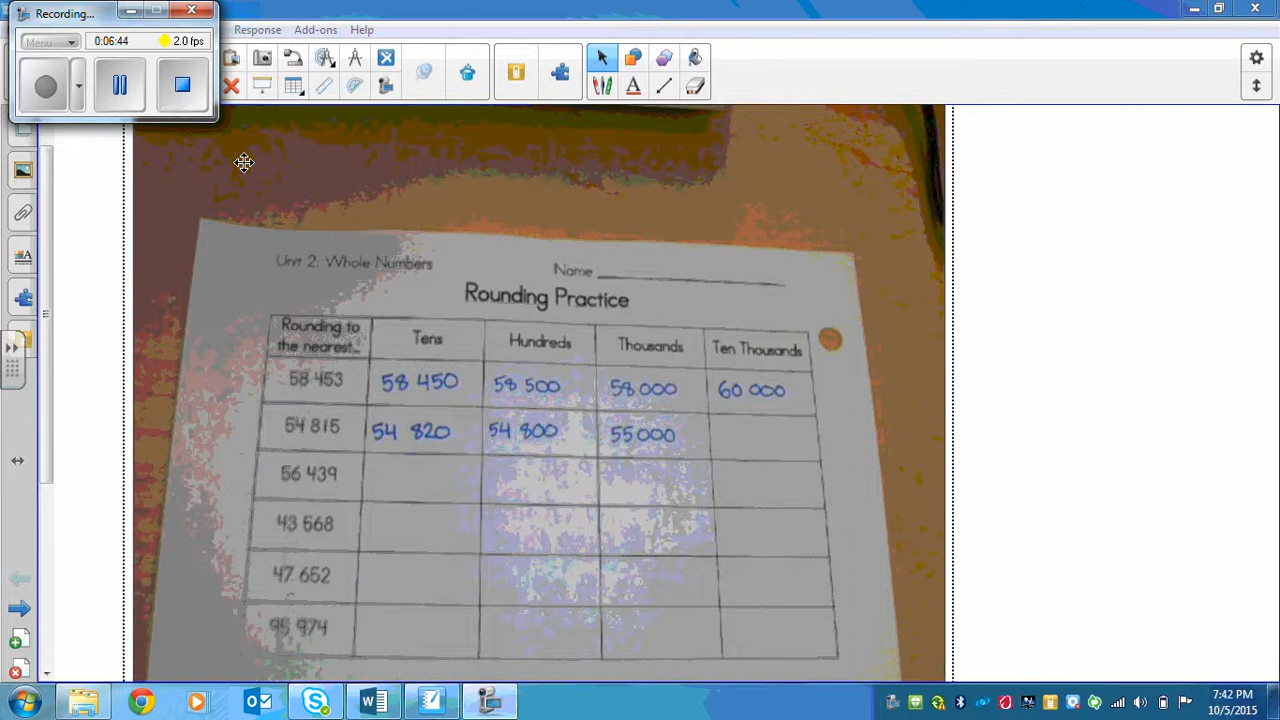 Recording...
Menu
0:06:44
2.0 fps
Response Add-ons Help
Unit 2: Whole Numbers
Name
Rounding Practice
Rounding to the nearest... Tens Hundreds Thousands Ten Thousands
58 453 58 450 58 500 58 000 60 000
54 815 54 820 54 800 55 000
56 439
43 568
47 652
95 974
7:42 PM
10/5/2015